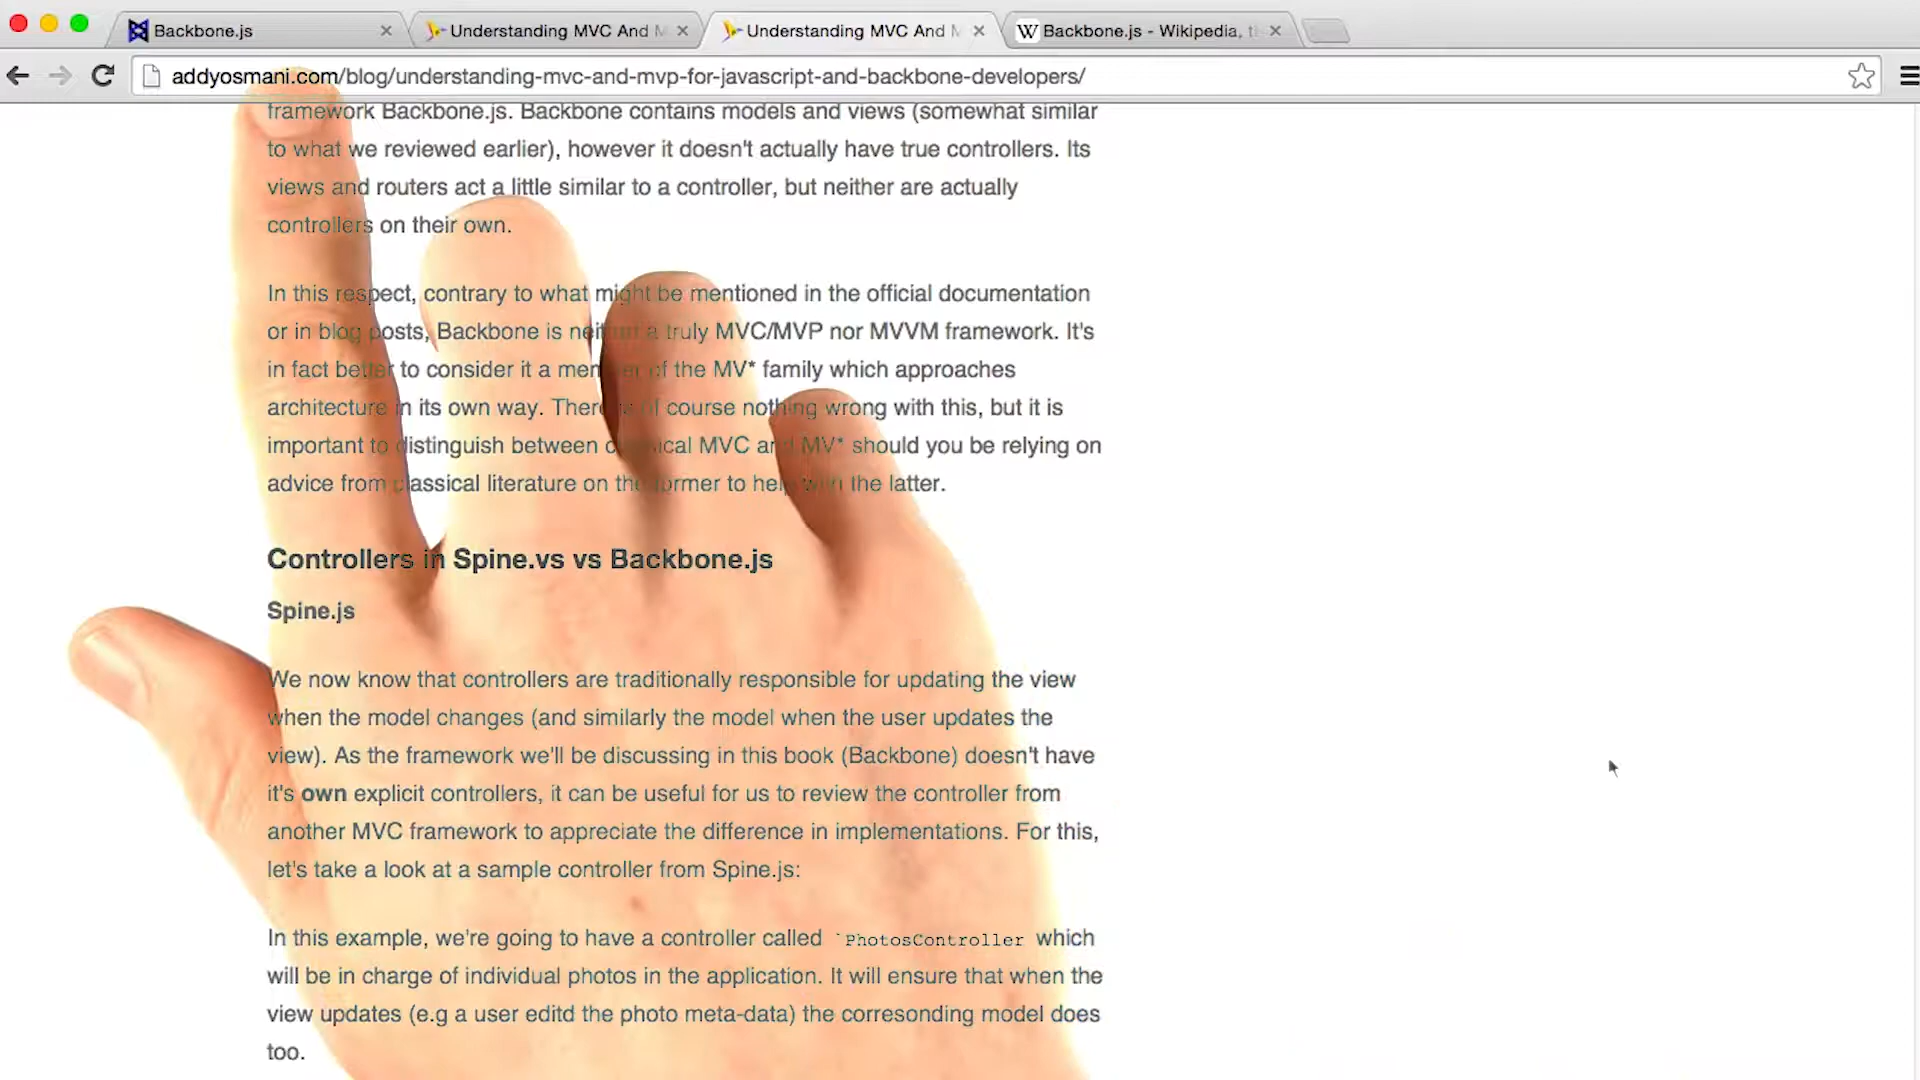 Backbone.js
Understanding MVC And M
Understanding MVC And M
W Backbone.js - Wikipedia, t
addyosmani.com/blog/understanding-mvc-and-mvp-for-javascript-and-backbone-developers/
framework Backbone.js. Backbone contains models and views (somewhat similar
to what we reviewed earlier), however it doesn't actually have true controllers. Its
views and routers act a little similar to a controller, but neither are actually
controllers on their own.
In this respect, contrary to what might be mentioned in the official documentation
or in blog posts, Backbone is neither a truly MVC/MVP nor MVVM framework. It's
in fact better to consider it a member of the MV* family which approaches
architecture in its own way. There is of course nothing wrong with this, but it is
important to distinguish between classical MVC and MV* should you be relying on
advice from classical literature on the former to help with the latter.
Controllers in Spine.vs vs Backbone.js
Spine.js
We now know that controllers are traditionally responsible for updating the view
when the model changes (and similarly the model when the user updates the
view). As the framework we'll be discussing in this book (Backbone) doesn't have
it's own explicit controllers, it can be useful for us to review the controller from
another MVC framework to appreciate the difference in implementations. For this,
let's take a look at a sample controller from Spine.js:
In this example, we're going to have a controller called `PhotosController which
will be in charge of individual photos in the application. It will ensure that when the
view updates (e.g a user editd the photo meta-data) the corresonding model does
too.